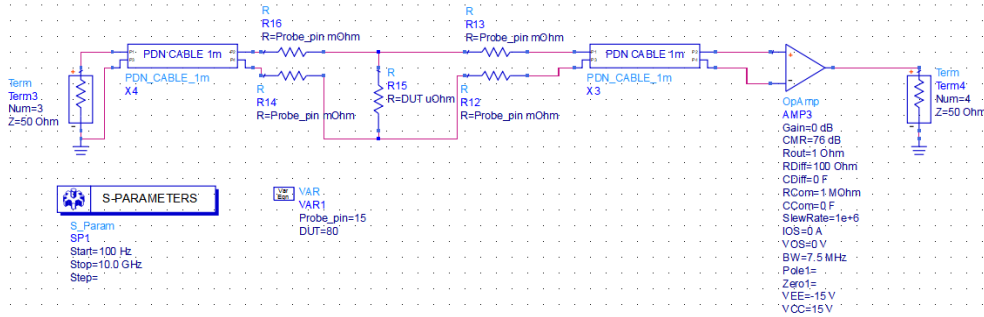 R
R16
R=Probe_pin mOhm
R
R13
R=Probe_pin mOhm
PDN CABLE 1m
PDN_CABLE_1m
X4
PDN CABLE 1m
PDN_CABLE_1m
X3
Term
Term3
Num=3
Z=50 Ohm
R
R14
R=Probe_pin mOhm
R
R15
R=DUT uOhm
R
R12
R=Probe_pin mOhm
Term
Term4
Num=4
Z=50 Ohm
OpAmp
AMP3
Gain=0 dB
CMR=76 dB
Rout=1 Ohm
RDiff=100 Ohm
CDiff=0 F
RCom=1 MOhm
CCom=0 F
SlewRate=1e+6
IOS=0 A
VOS=0 V
BW=7.5 MHz
Pole1=
Zero1=
VEE=-15 V
VCC=15 V
S-PARAMETERS
S_Param
SP1
Start=100 Hz
Stop=10.0 GHz
Step=
Var
Eqn
VAR
VAR1
Probe_pin=15
DUT=80